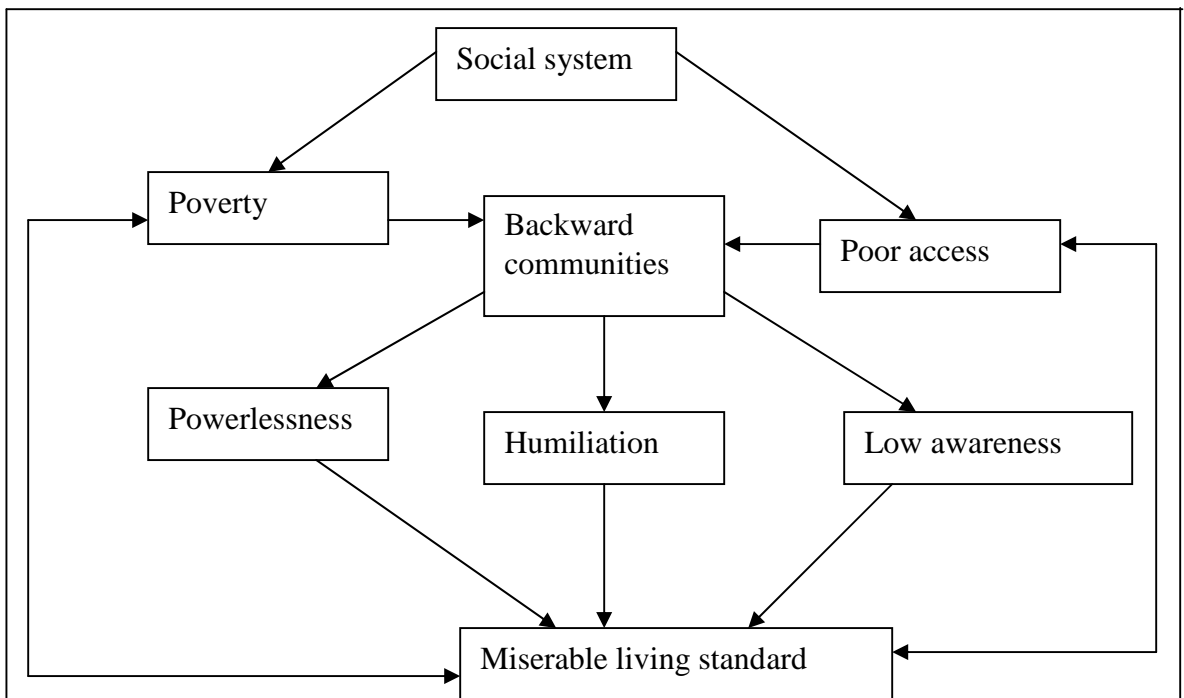 Social system
Poverty
Backward
communities
Poor access
Powerlessness
Humiliation
Low awareness
Miserable living standard